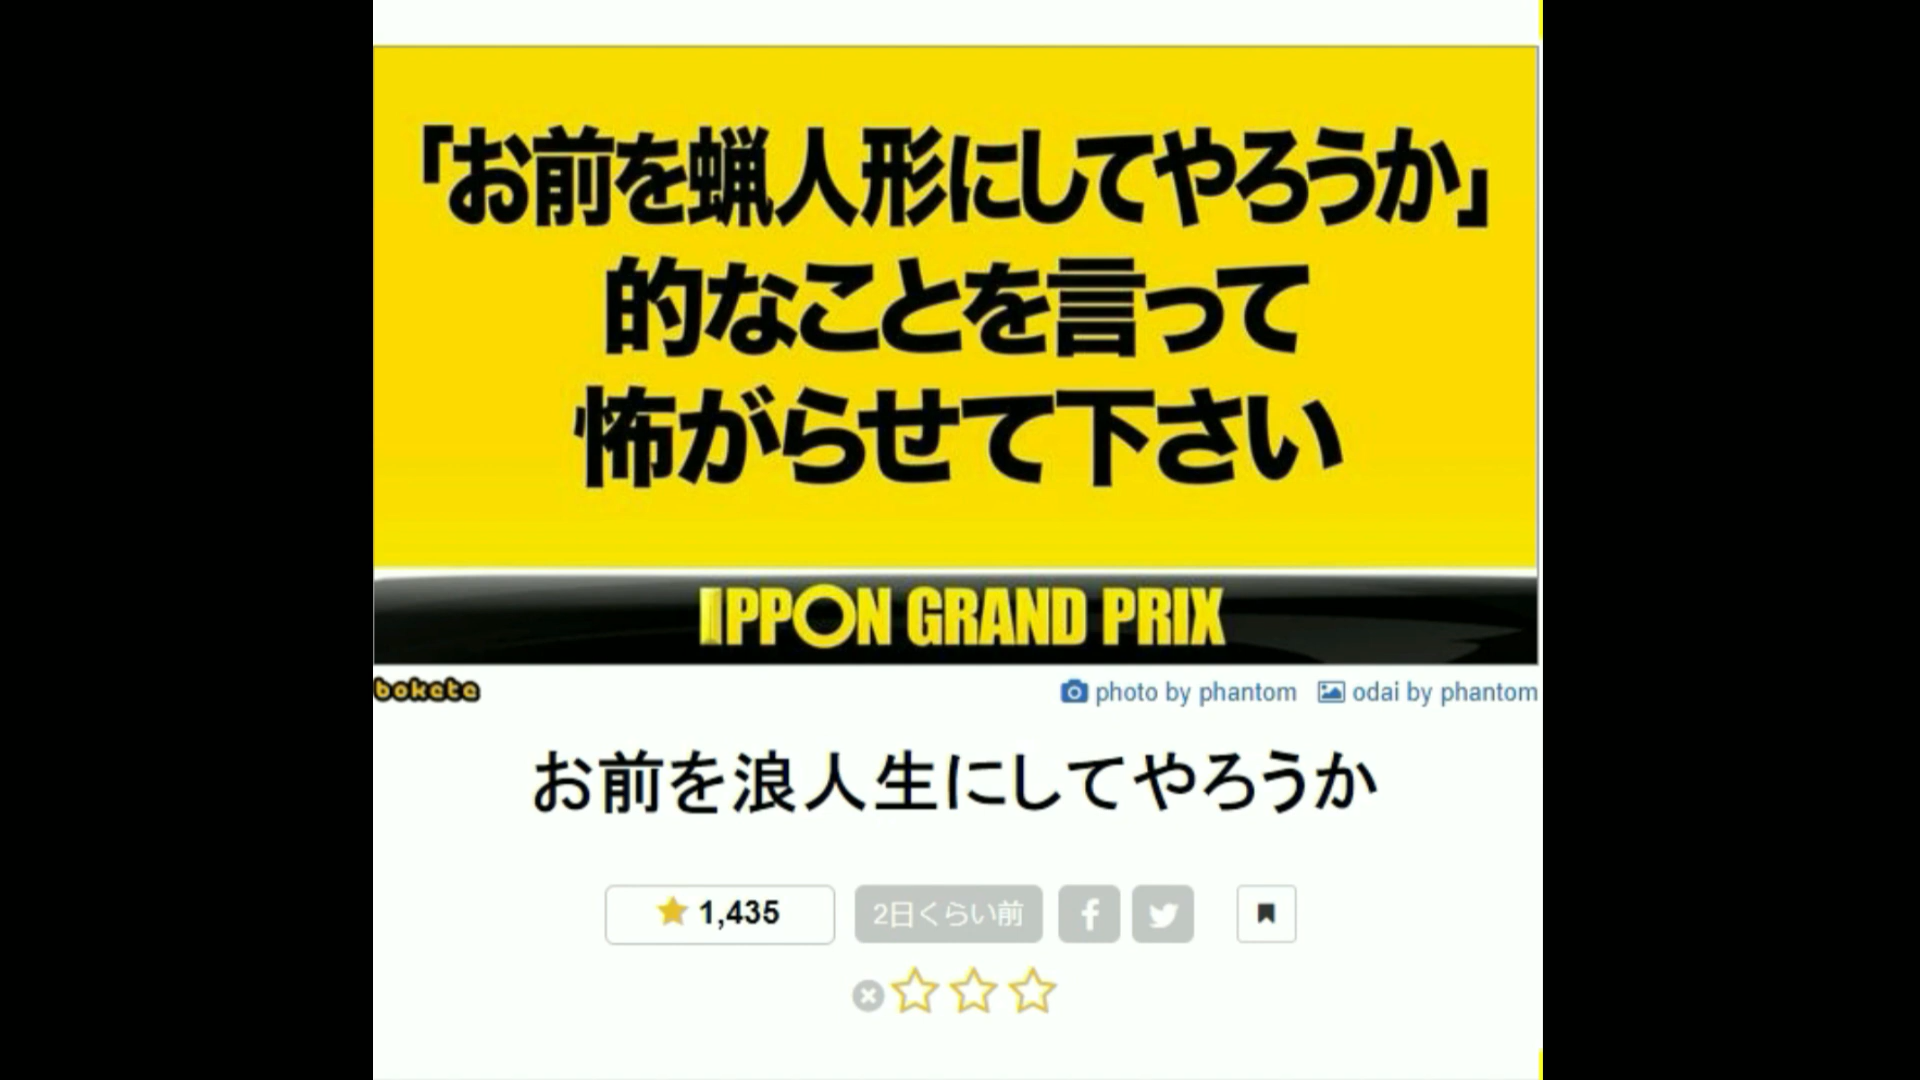 「お前を蝋人形にしてやろうか」
的なことを言って
怖がらせて下さい
IPPON GRAND PRIX
bokete
photo by phantom
odai by phantom
お前を浪人生にしてやろうか
1,435
2日くらい前